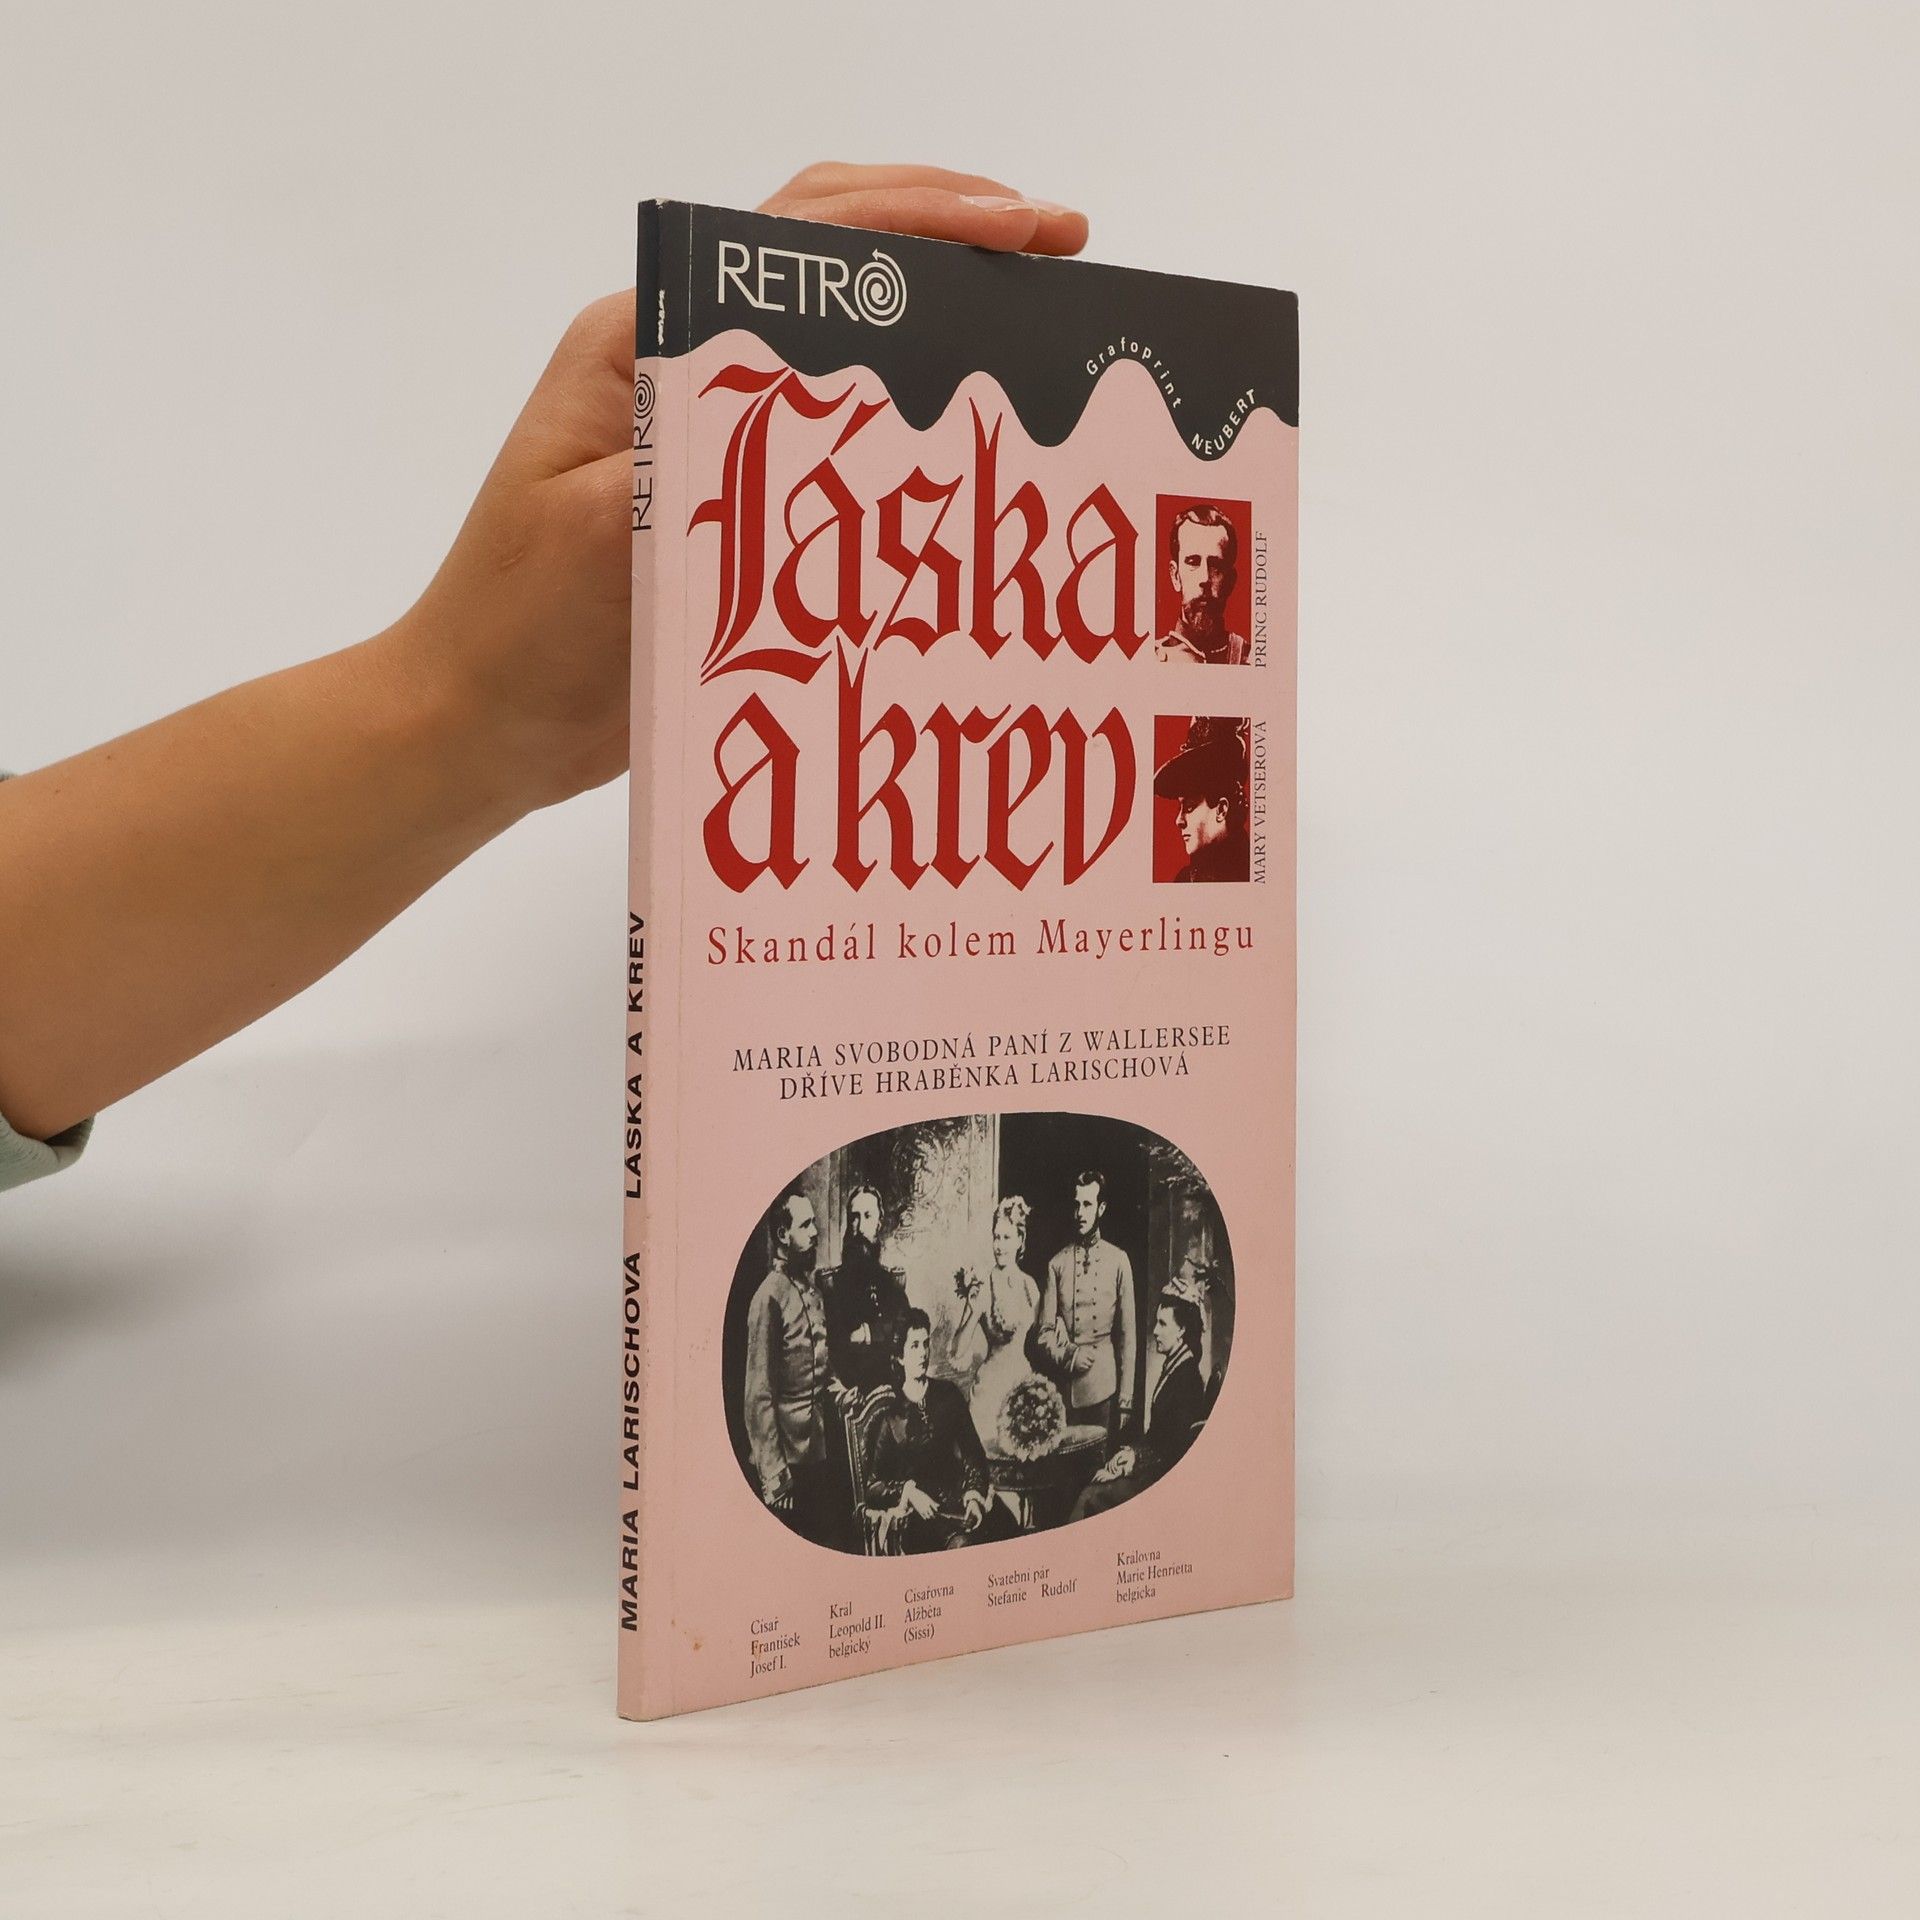 RETRO
Grafoprint
NEUBERT
Láska
a krev
PRINC RUDOLF
MARY VETSEROVÁ
Skandál kolem Mayerlingu
MARIA SVOBODNÁ PANÍ Z WALLERSEE
DŘÍVE HRABĚNKA LARISCHOVÁ
Císař
František
Josef I.
Král
Leopold II.
belgický
Císařovna
Alžběta
(Sissi)
Svatební pár
Stefanie Rudolf
Královna
Marie Henrietta
belgická
MARIA LARISCHOVÁ LÁSKA A KREV RETRO